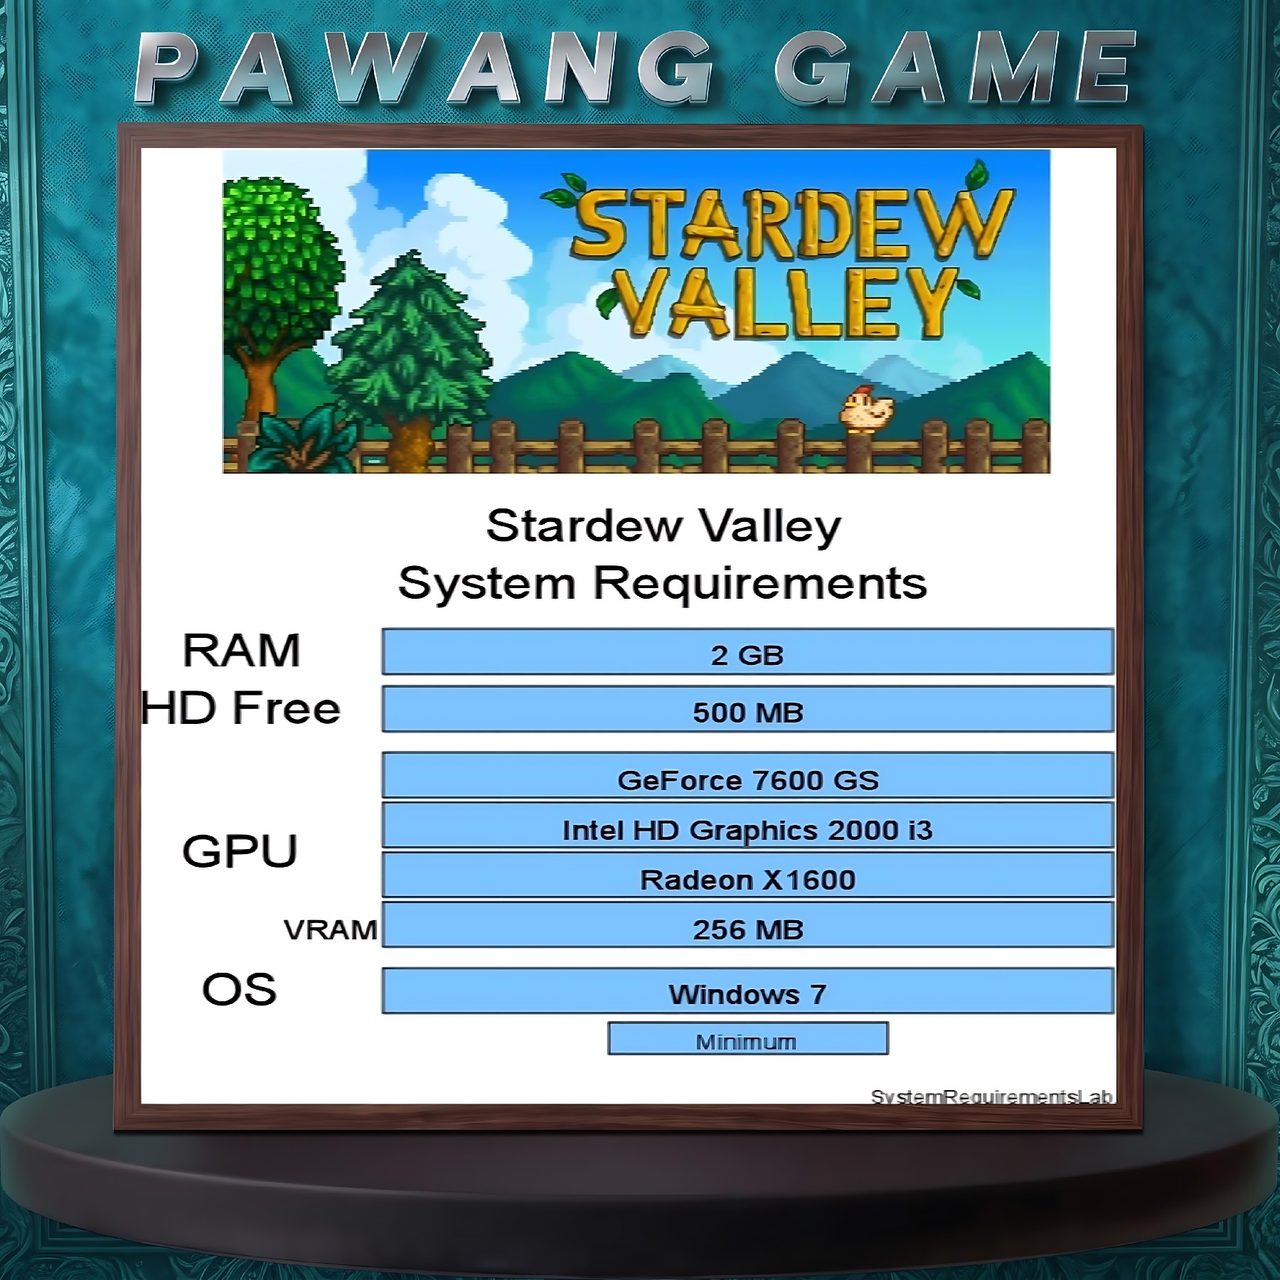 PAWANG GAME
STARDEW
VALLEY
Stardew Valley
System Requirements
RAM
2 GB
HD Free
500 MB
GPU
GeForce 7600 GS
Intel HD Graphics 2000 i3
Radeon X1600
VRAM
256 MB
OS
Windows 7
Minimum
SystemRequirementsLab